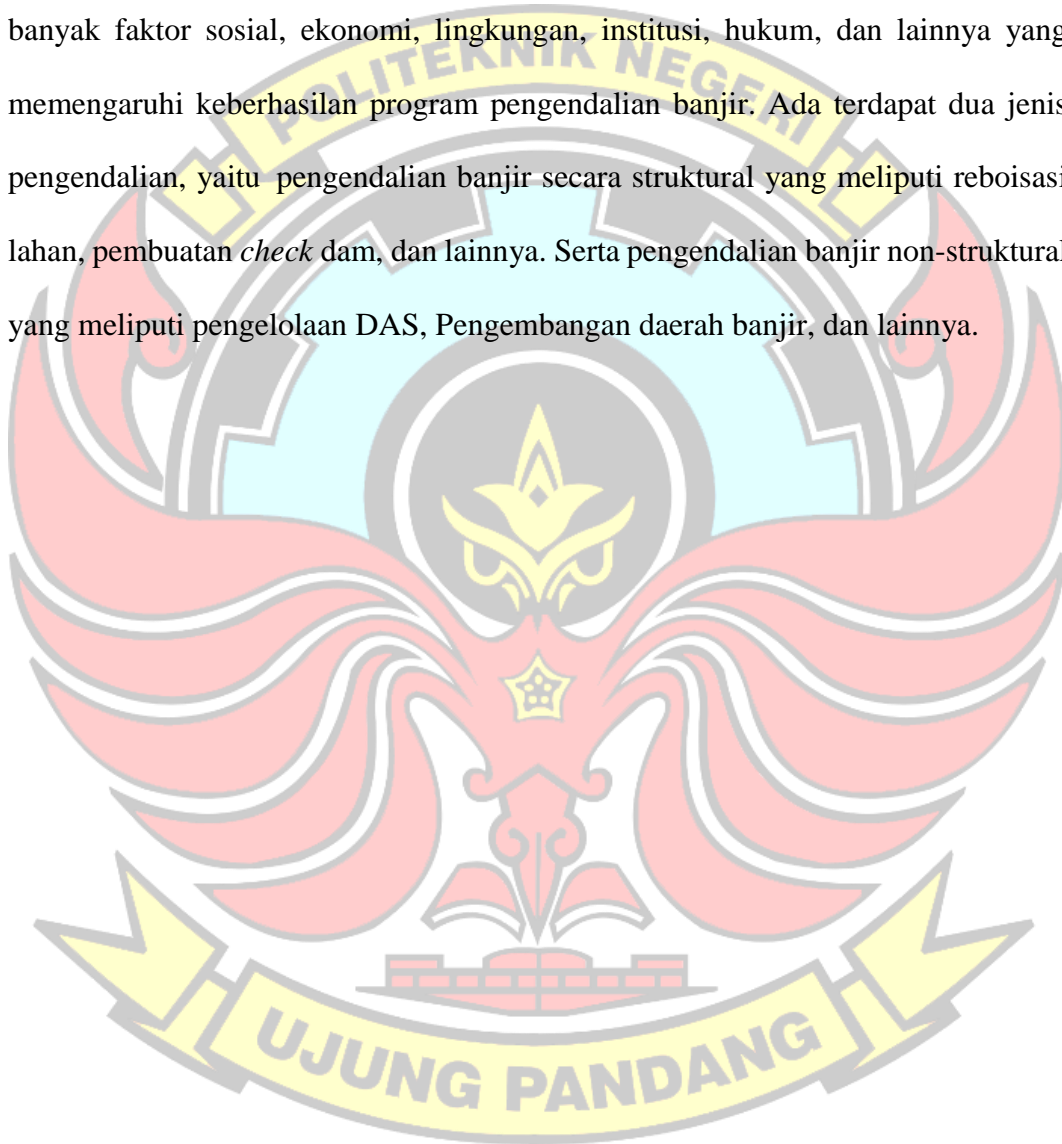 banyak faktor sosial, ekonomi, lingkungan, institusi, hukum, dan lainnya yang
memengaruhi keberhasilan program pengendalian banjir. Ada terdapat dua jenis
pengendalian, yaitu pengendalian banjir secara struktural yang meliputi reboisasi
lahan, pembuatan check dam, dan lainnya. Serta pengendalian banjir non-struktural
yang meliputi pengelolaan DAS, Pengembangan daerah banjir, dan lainnya.
POLITEKNIK NEGERI
UJUNG PANDANG